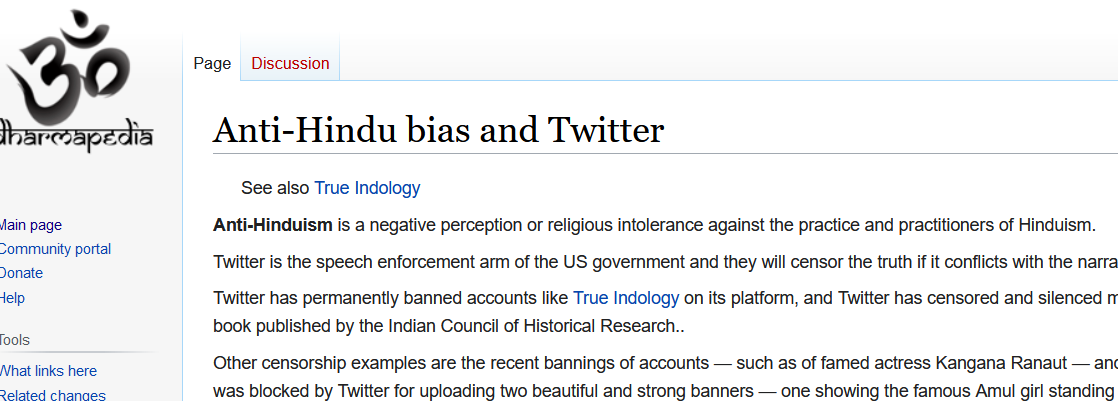 ॐ
dharmapedia
Page
Discussion
Anti-Hindu bias and Twitter
See also True Indology
Anti-Hinduism is a negative perception or religious intolerance against the practice and practitioners of Hinduism.
Twitter is the speech enforcement arm of the US government and they will censor the truth if it conflicts with the narra
Twitter has permanently banned accounts like True Indology on its platform, and Twitter has censored and silenced m
book published by the Indian Council of Historical Research..
Other censorship examples are the recent bannings of accounts — such as of famed actress Kangana Ranaut — and
was blocked by Twitter for uploading two beautiful and strong banners — one showing the famous Amul girl standing
Main page
Community portal
Donate
Help
Tools
What links here
Related changes